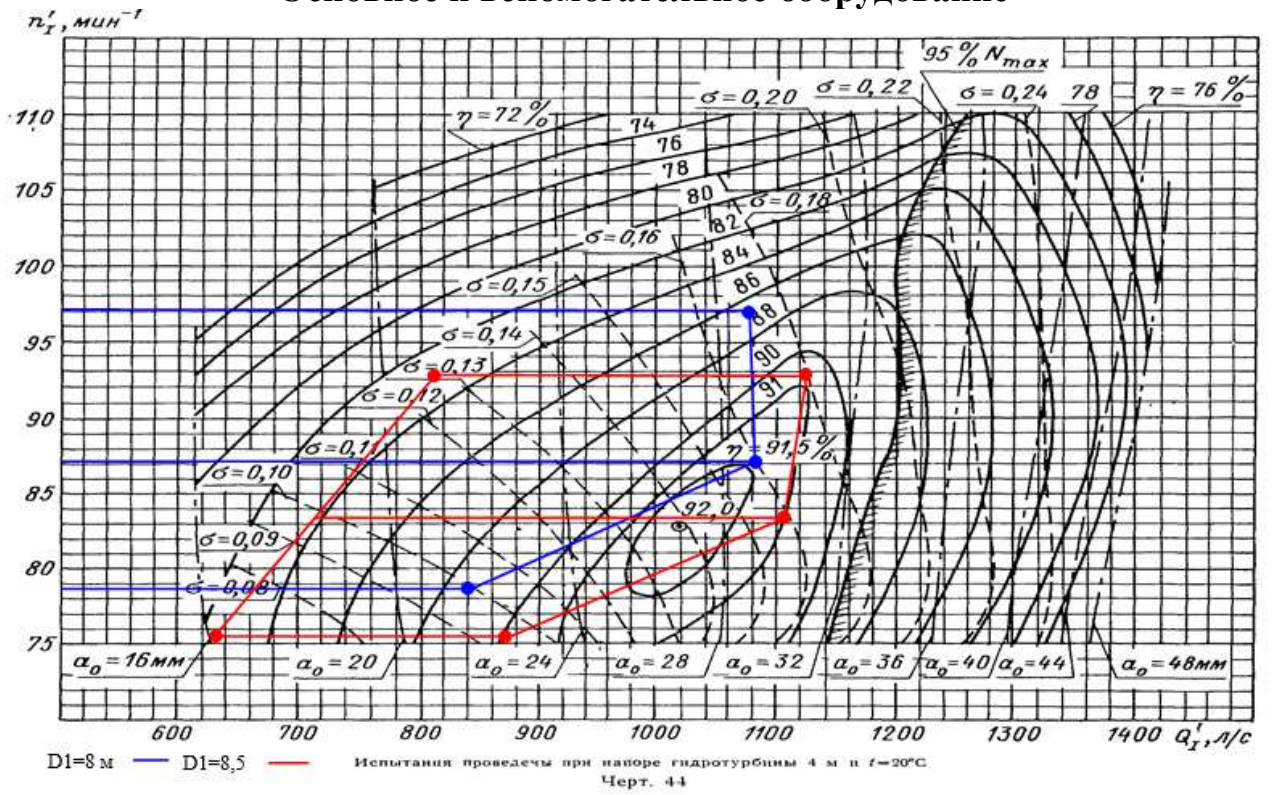 Основное и вспомогательное оборудование
n'I, мин⁻¹
95 % Nmax
σ=0,20
σ=0,22
σ=0,24
78
η=76%
η=72%
110
74
76
78
80
σ=0,18
105
82
σ=0,16
84
100
σ=0,15
86
88
95
σ=0,14
90
σ=0,13
91
σ=0,12
90
σ=0,11
η=91,5%
σ=0,10
85
92,0
σ=0,09
80
σ=0,08
75
a₀=16мм
a₀=20
a₀=24
a₀=28
a₀=32
a₀=36
a₀=40
a₀=44
a₀=48мм
600 700 800 900 1000 1100 1200 1300 1400 Q'I, л/с
D1=8 м D1=8,5 Испытания проведены при напоре гидротурбины 4 м и t=20°C
Черт. 44